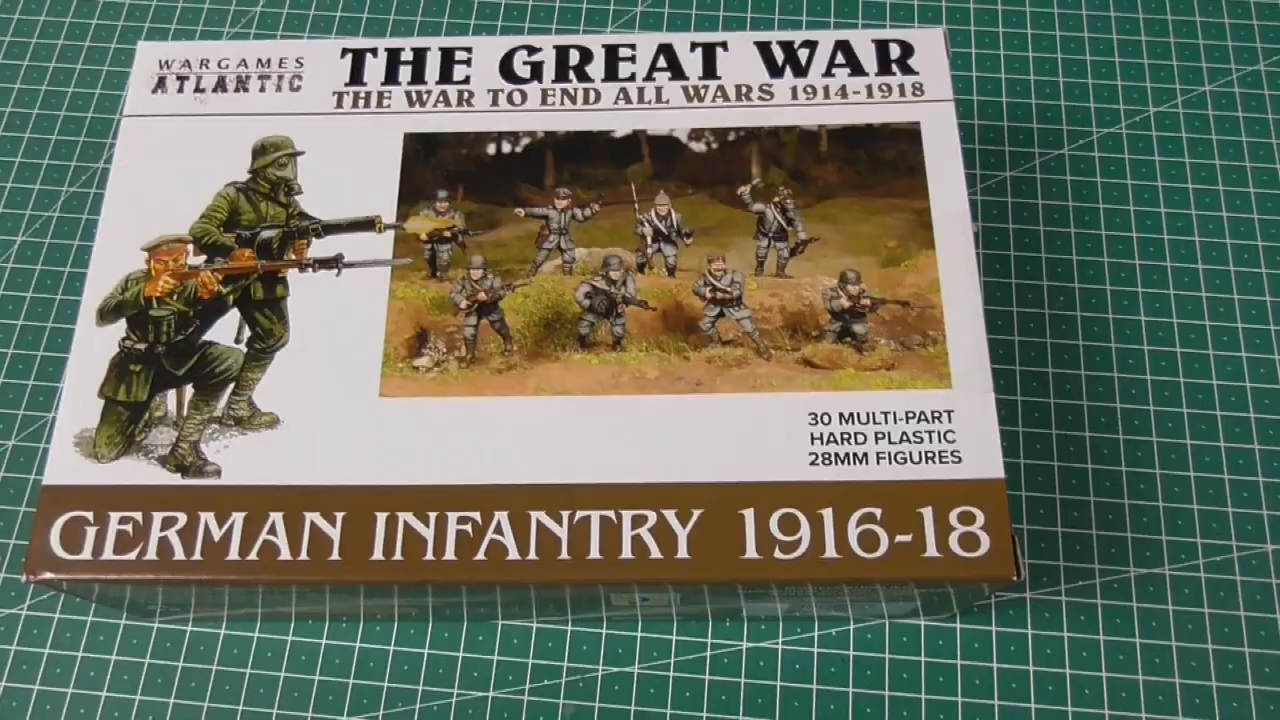 WARGAMES
ATLANTIC
THE GREAT WAR
THE WAR TO END ALL WARS 1914-1918
30 MULTI-PART
HARD PLASTIC
28MM FIGURES
GERMAN INFANTRY 1916-18